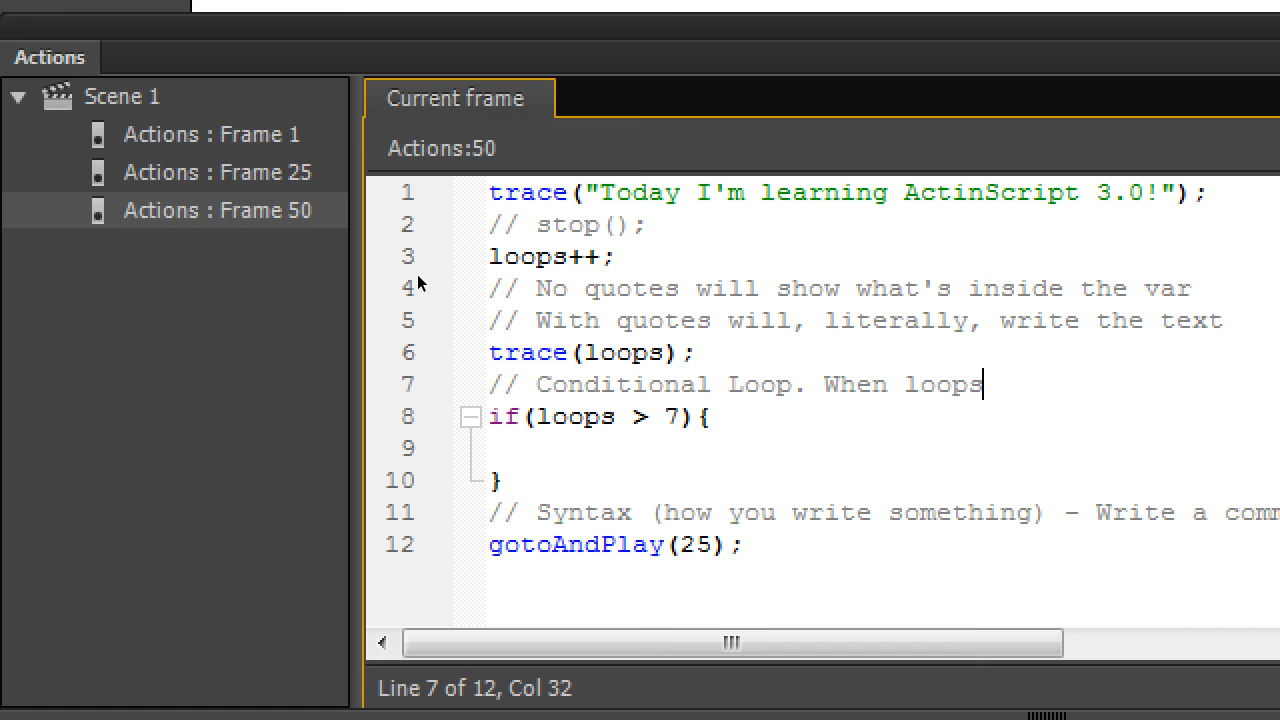 Actions
Scene 1
Actions : Frame 1
Actions : Frame 25
Actions : Frame 50
Current frame
Actions:50
1 trace("Today I'm learning ActinScript 3.0!");
2 // stop();
3 loops++;
4 // No quotes will show what's inside the var
5 // With quotes will, literally, write the text
6 trace(loops);
7 // Conditional Loop. When loops
8 if(loops > 7){
9
10 }
11 // Syntax (how you write something) - Write a comm
12 gotoAndPlay(25);
Line 7 of 12, Col 32